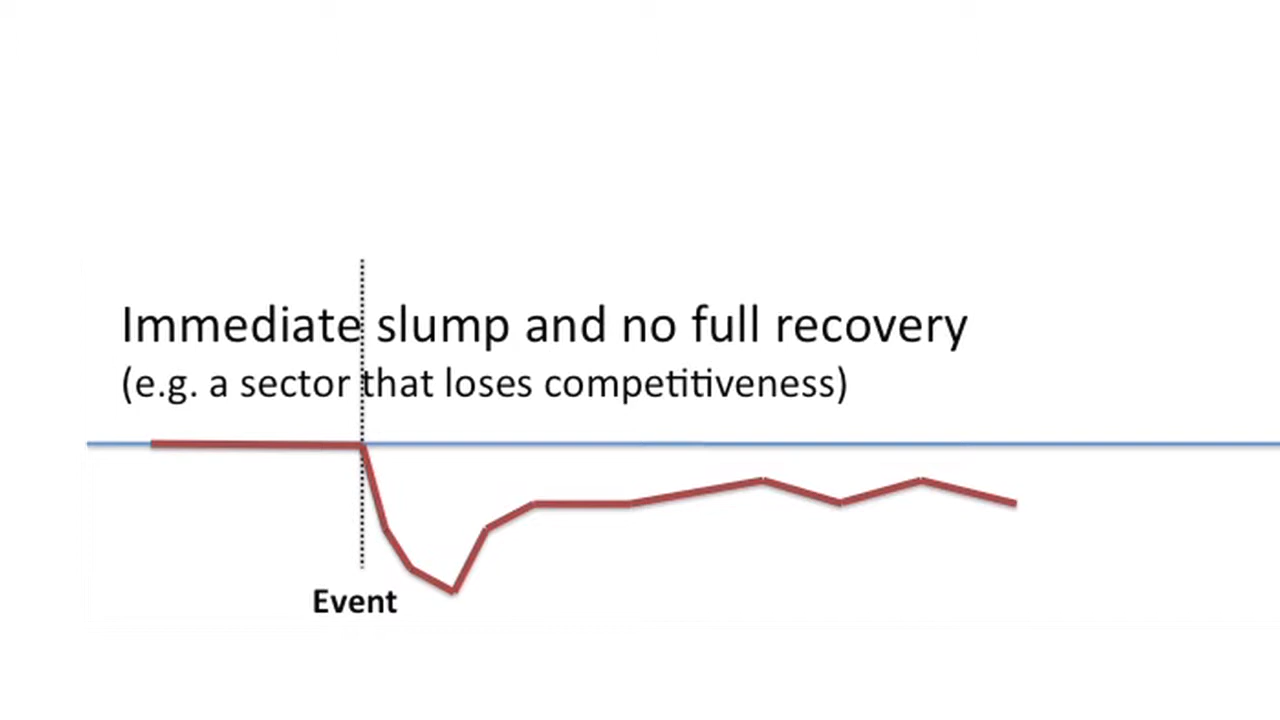 Immediate slump and no full recovery
(e.g. a sector that loses competitiveness)
Event